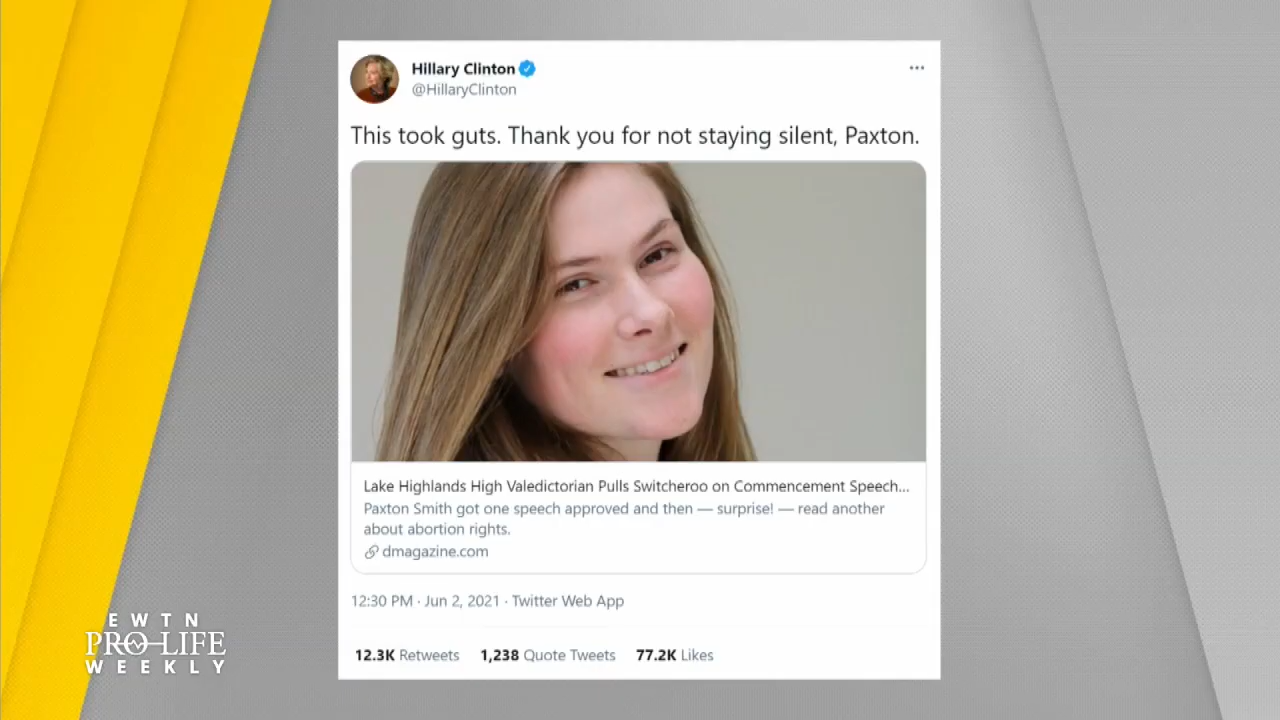 Hillary Clinton
@HillaryClinton
This took guts. Thank you for not staying silent, Paxton.
Lake Highlands High Valedictorian Pulls Switcheroo on Commencement Speech...
Paxton Smith got one speech approved and then — surprise! — read another
about abortion rights.
dmagazine.com
12:30 PM · Jun 2, 2021 · Twitter Web App
12.3K Retweets 1,238 Quote Tweets 77.2K Likes
EWTN
PRO-LIFE
WEEKLY